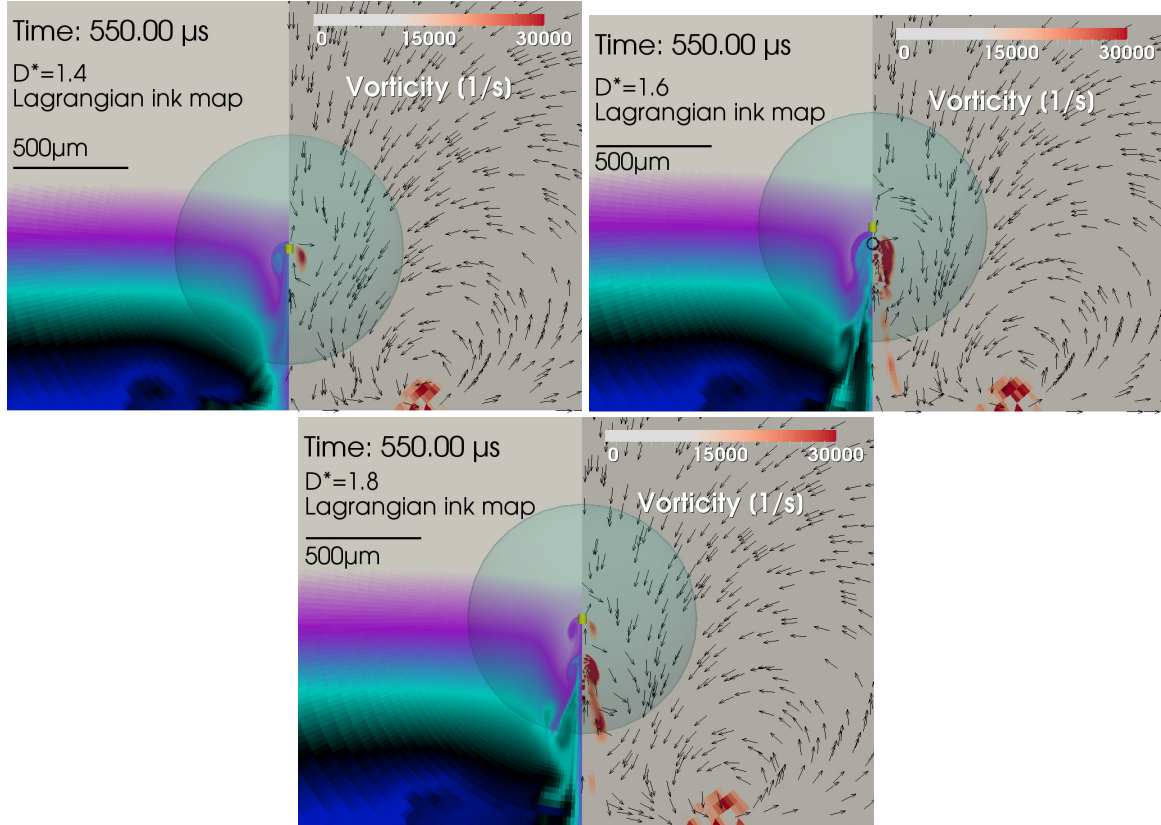 Time: 550.00 µs
D*=1.4
Lagrangian ink map
500µm
0 15000 30000
Vorticity (1/s)
Time: 550.00 µs
D*=1.6
Lagrangian ink map
500µm
0 15000 30000
Vorticity (1/s)
Time: 550.00 µs
D*=1.8
Lagrangian ink map
500µm
0 15000 30000
Vorticity (1/s)